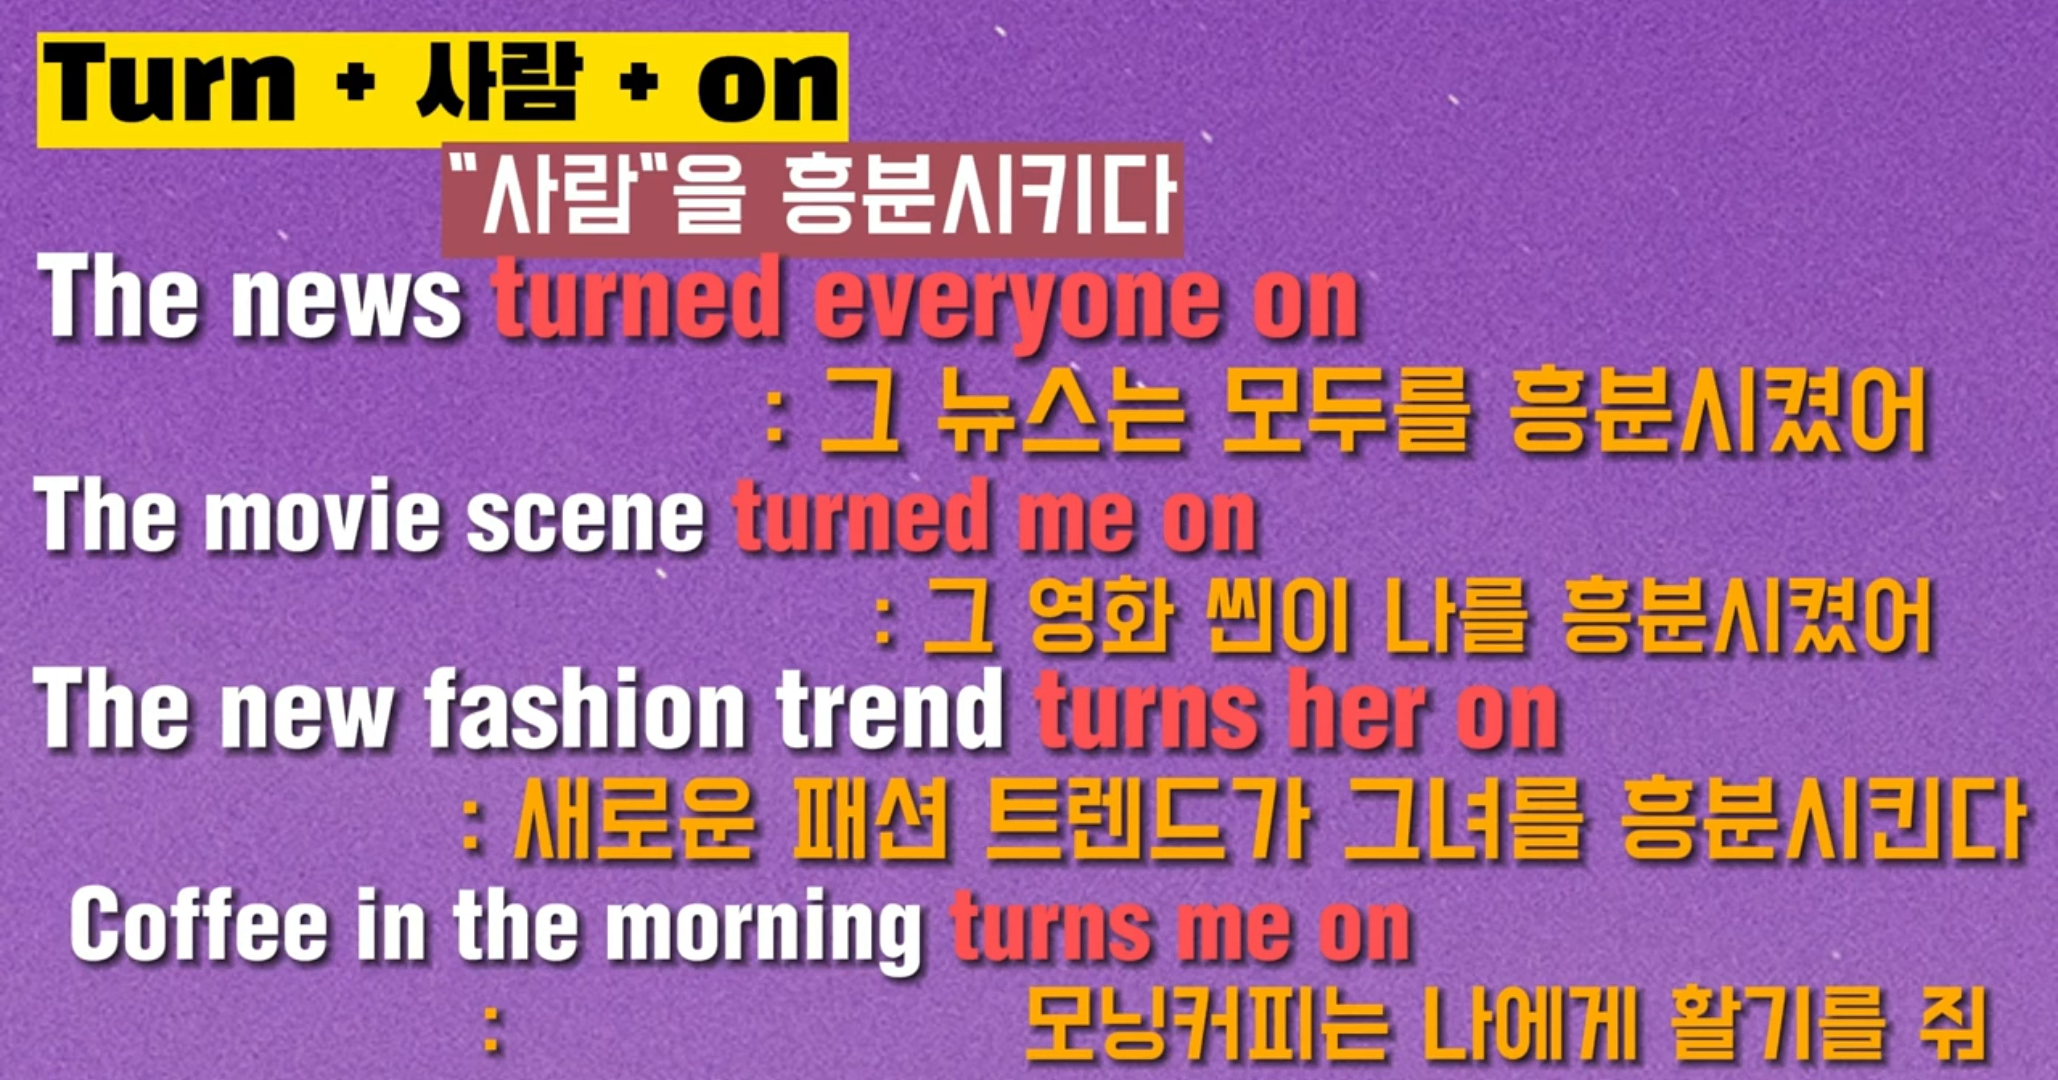 Turn + 사람 + on
"사람"을 흥분시키다
The news turned everyone on
: 그 뉴스는 모두를 흥분시켰어
The movie scene turned me on
: 그 영화 씬이 나를 흥분시켰어
The new fashion trend turns her on
: 새로운 패션 트렌드가 그녀를 흥분시킨다
Coffee in the morning turns me on
: 모닝커피는 나에게 활기를 줘